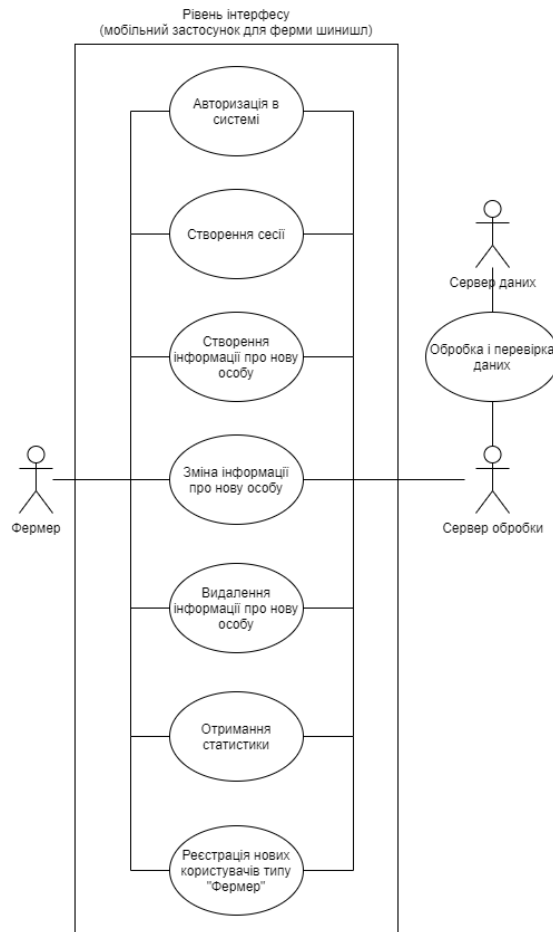 Рівень інтерфесу
(мобільний застосунок для ферми шинишл)
Авторизація в
системі
Створення сесії
Сервер даних
Створення
інформації про нову
особу
Обробка і перевірка
даних
Зміна інформації
про нову особу
Фермер
Сервер обробки
Видалення
інформації про нову
особу
Отримання
статистики
Реєстрація нових
користувачів типу
"Фермер"